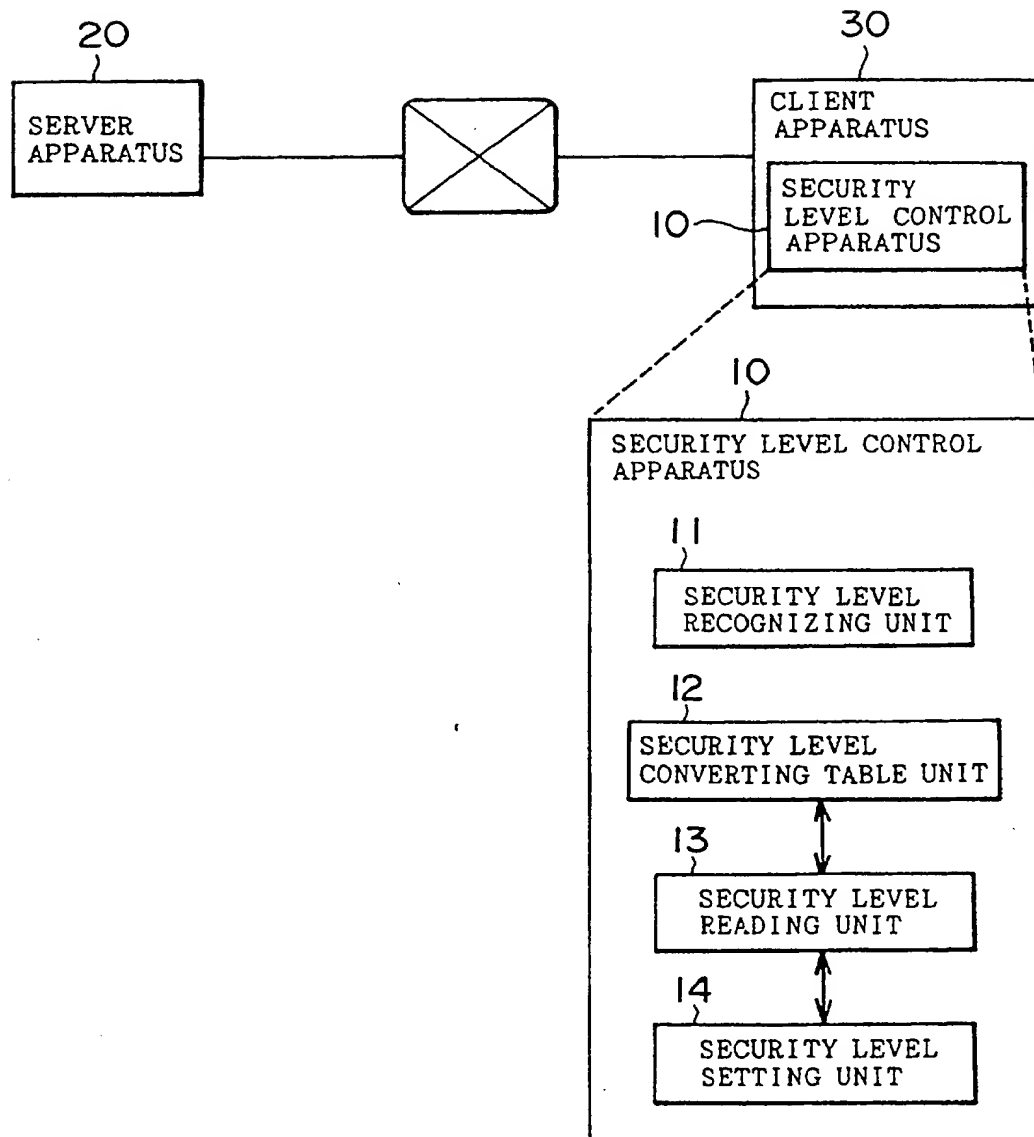 20
SERVER
APPARATUS
30
CLIENT
APPARATUS
10
SECURITY
LEVEL CONTROL
APPARATUS
10
SECURITY LEVEL CONTROL
APPARATUS
11
SECURITY LEVEL
RECOGNIZING UNIT
12
SECURITY LEVEL
CONVERTING TABLE UNIT
13
SECURITY LEVEL
READING UNIT
14
SECURITY LEVEL
SETTING UNIT